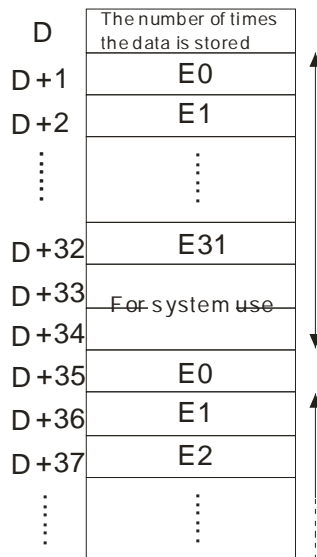 D The number of times
the data is stored
D+1 E0
D+2 E1
...... ......
D+32 E31
D+33 For system use
D+34
D+35 E0
D+36 E1
D+37 E2
...... ......